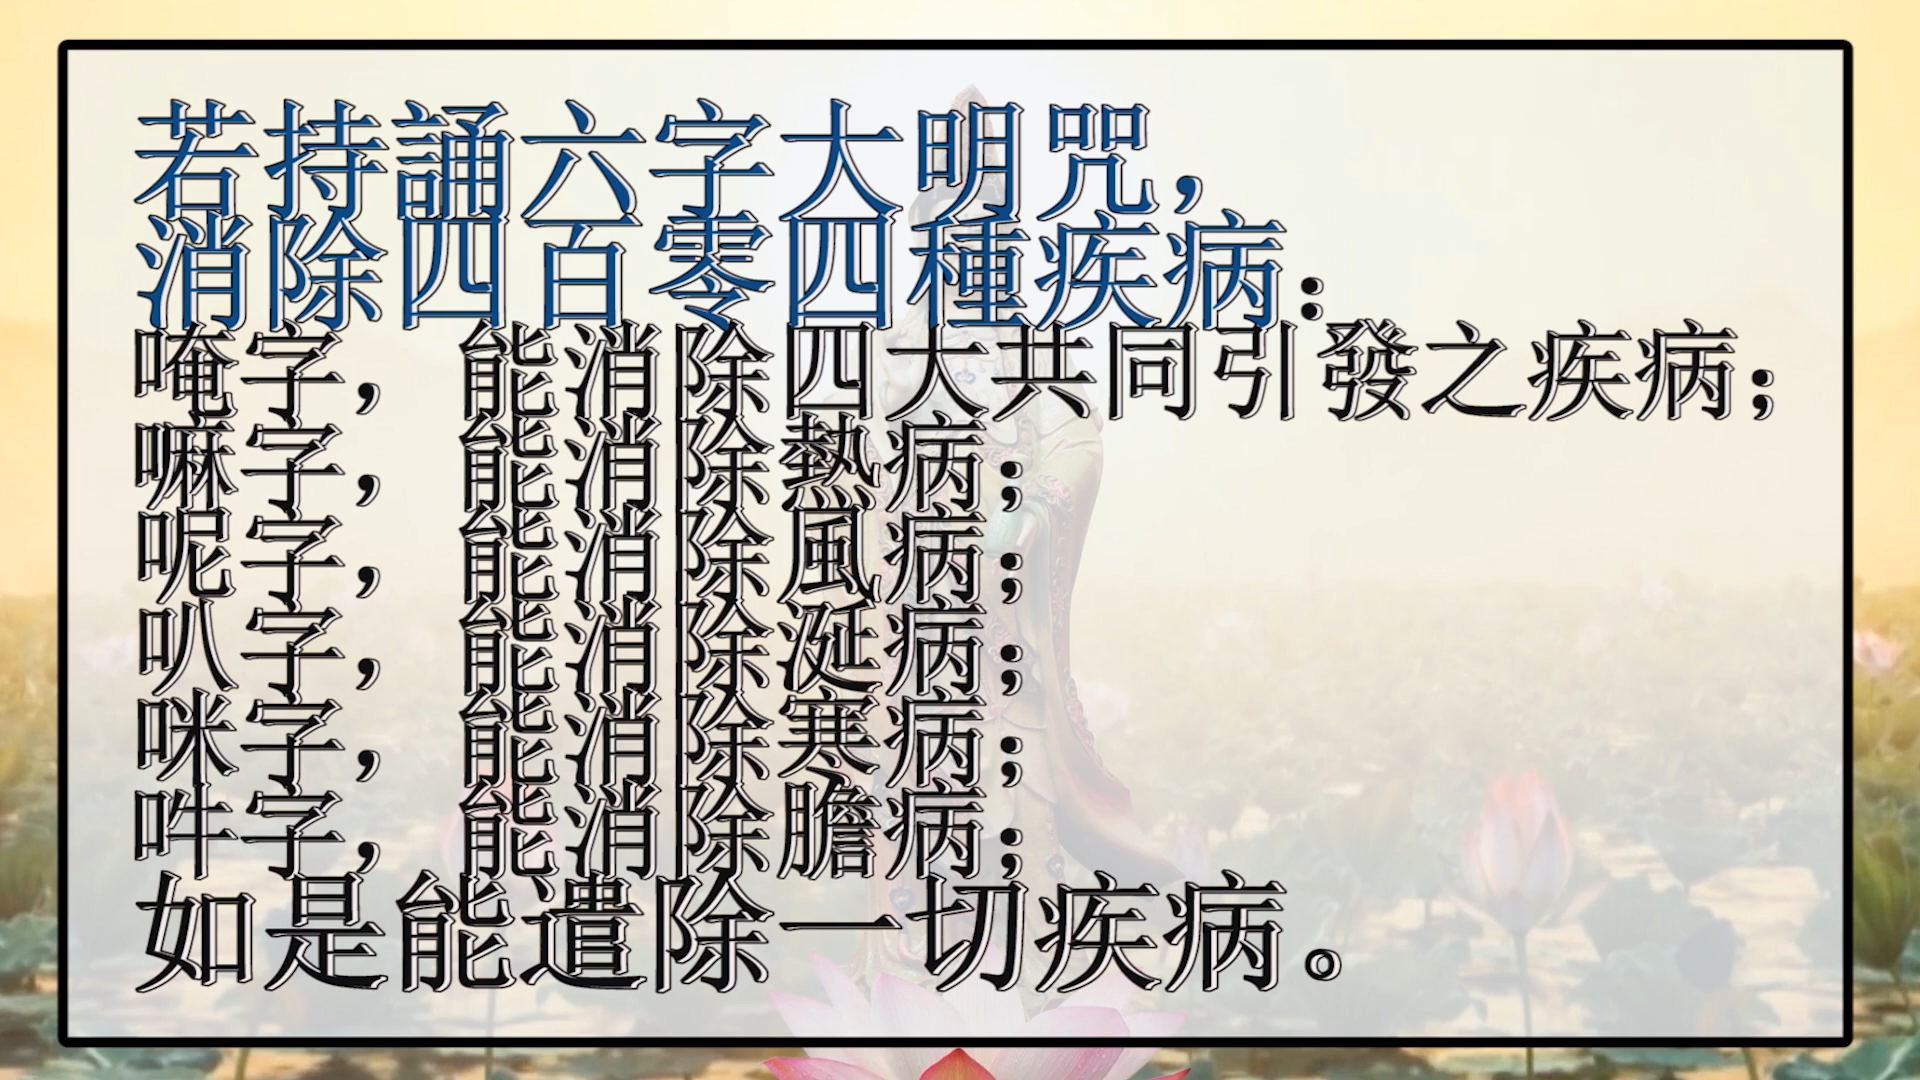 若持誦六字大明咒，
消除四百零四種疾病：
唵字，能消除四大共同引發之疾病；
嘛字，能消除熱病；
呢字，能消除風病；
叭字，能消除涎病；
咪字，能消除寒病；
吽字，能消除膽病；
如是能遣除一切疾病。